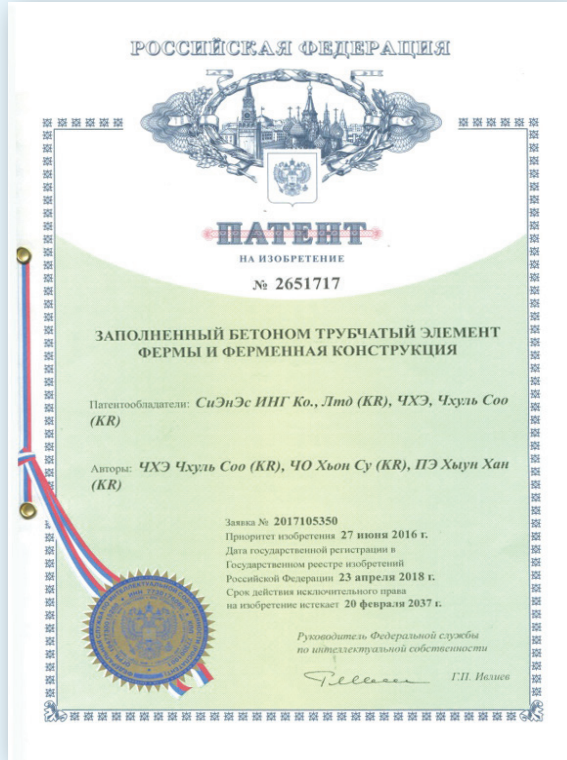 РОССИЙСКАЯ ФЕДЕРАЦИЯ
ПАТЕНТ
НА ИЗОБРЕТЕНИЕ
№ 2651717
ЗАПОЛНЕННЫЙ БЕТОНОМ ТРУБЧАТЫЙ ЭЛЕМЕНТ
ФЕРМЫ И ФЕРМЕННАЯ КОНСТРУКЦИЯ
Патентообладатели: СиЭнЭс ИНГ Ко., Лтд (KR), ЧХЭ, Чхуль Соо
(KR)
Авторы: ЧХЭ Чхуль Соо (KR), ЧО Хьон Су (KR), ПЭ Хыун Хан
(KR)
Заявка № 2017105350
Приоритет изобретения 27 июня 2016 г.
Дата государственной регистрации в
Государственном реестре изобретений
Российской Федерации 23 апреля 2018 г.
Срок действия исключительного права
на изобретение истекает 20 февраля 2037 г.
Руководитель Федеральной службы
по интеллектуальной собственности
Г.П. Ивлиев